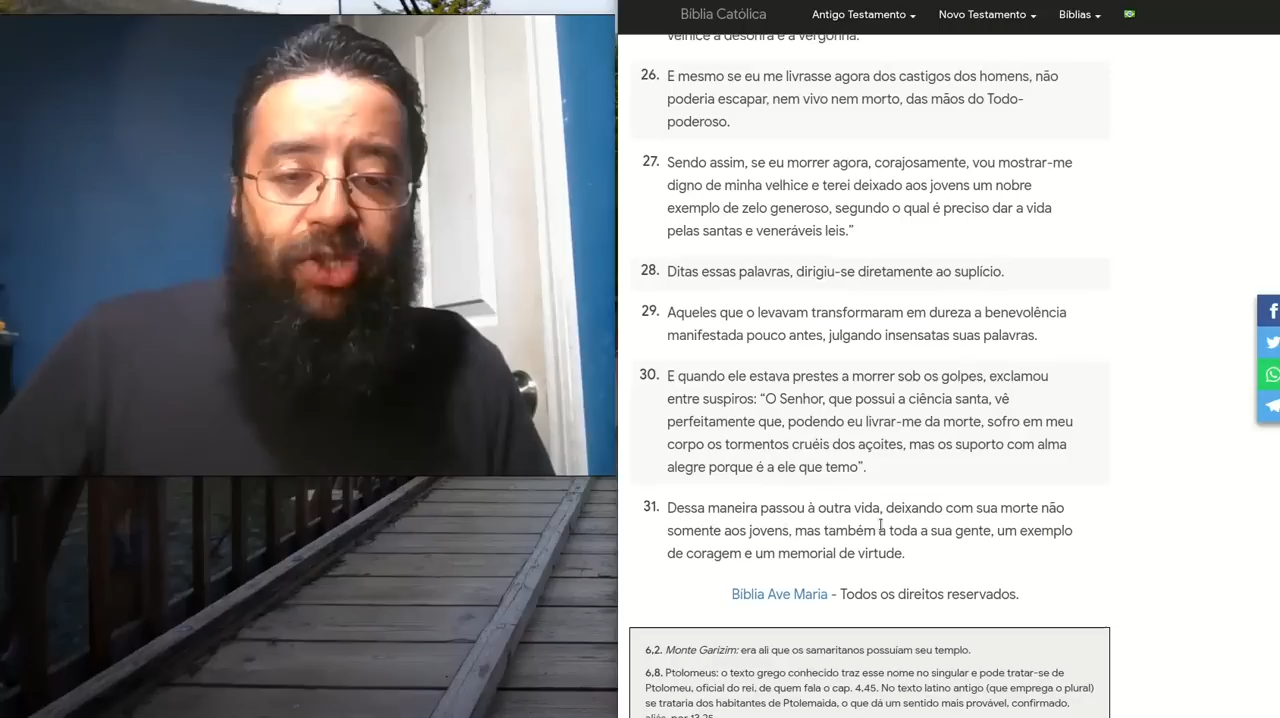 Bíblia Católica Antigo Testamento Novo Testamento Bíblias
velhice a desonra e a vergonha.
26. E mesmo se eu me livrasse agora dos castigos dos homens, não
poderia escapar, nem vivo nem morto, das mãos do Todo-
poderoso.
27. Sendo assim, se eu morrer agora, corajosamente, vou mostrar-me
digno de minha velhice e terei deixado aos jovens um nobre
exemplo de zelo generoso, segundo o qual é preciso dar a vida
pelas santas e veneráveis leis.”
28. Ditas essas palavras, dirigiu-se diretamente ao suplício.
29. Aqueles que o levavam transformaram em dureza a benevolência
manifestada pouco antes, julgando insensatas suas palavras.
30. E quando ele estava prestes a morrer sob os golpes, exclamou
entre suspiros: “O Senhor, que possui a ciência santa, vê
perfeitamente que, podendo eu livrar-me da morte, sofro em meu
corpo os tormentos cruéis dos açoites, mas os suporto com alma
alegre porque é a ele que temo”.
31. Dessa maneira passou à outra vida, deixando com sua morte não
somente aos jovens, mas também a toda a sua gente, um exemplo
de coragem e um memorial de virtude.
Bíblia Ave Maria - Todos os direitos reservados.
6,2. Monte Garizim: era ali que os samaritanos possuíam seu templo.
6,8. Ptolomeus: o texto grego conhecido traz esse nome no singular e pode tratar-se de
Ptolomeu, oficial do rei, de quem fala o cap. 4,45. No texto latino antigo (que emprega o plural)
se trataria dos habitantes de Ptolemaida, o que dá um sentido mais provável, confirmado,
aliás, por 13,25.